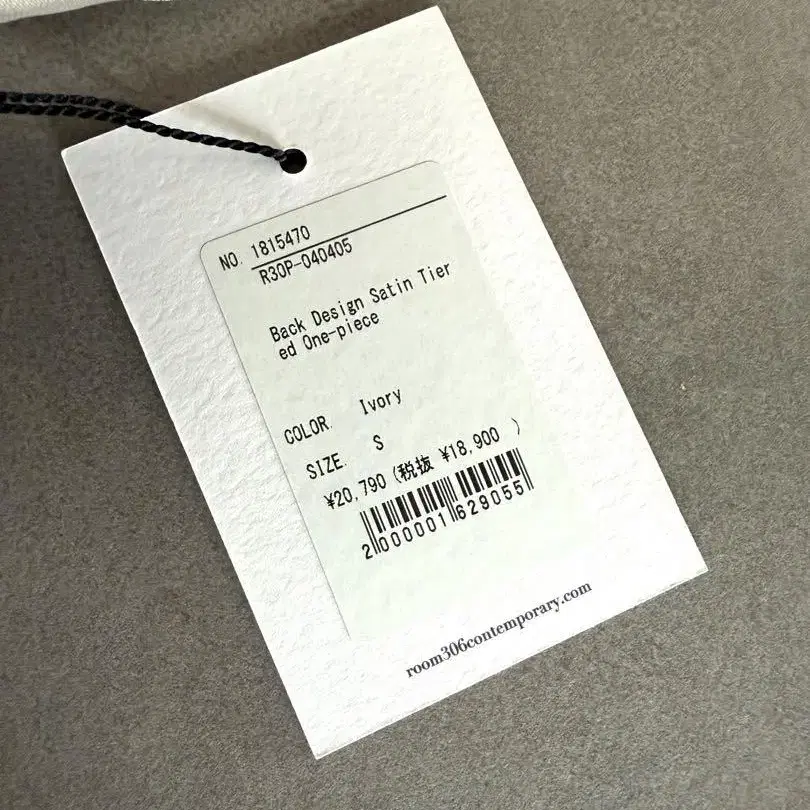 NO. 1815470
R30P-040405
Back Design Satin Tier
ed One-piece
COLOR. Ivory
SIZE. S
¥20,790 (税抜 ¥18,900 )
2000001629055
room306contemporary.com